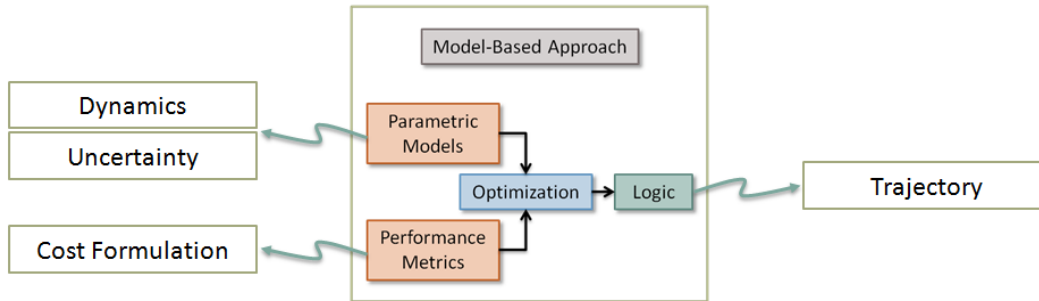 Model-Based Approach
Dynamics
Uncertainty
Parametric
Models
Optimization
Logic
Trajectory
Cost Formulation
Performance
Metrics